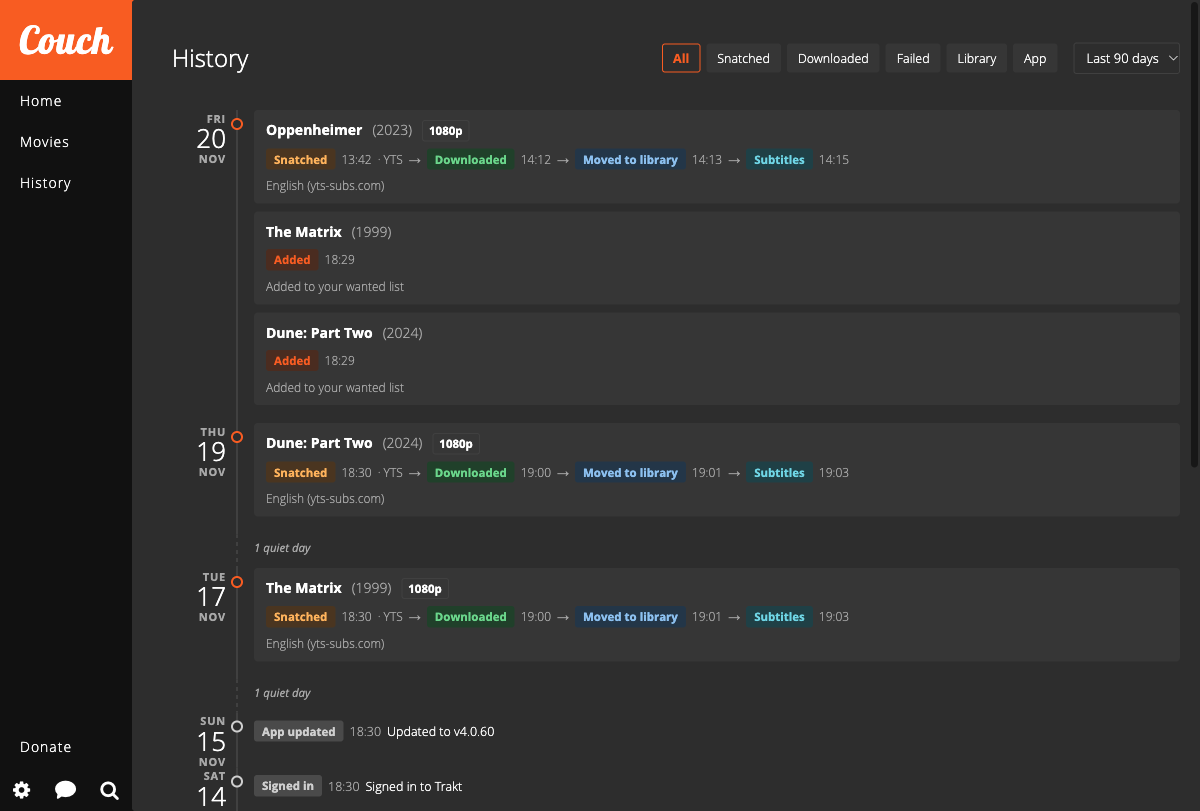 Couch
Home
Movies
History
Donate
History
All Snatched Downloaded Failed Library App Last 90 days
FRI
20
NOV
Oppenheimer (2023) 1080p
Snatched 13:42 · YTS → Downloaded 14:12 → Moved to library 14:13 → Subtitles 14:15
English (yts-subs.com)
The Matrix (1999)
Added 18:29
Added to your wanted list
Dune: Part Two (2024)
Added 18:29
Added to your wanted list
THU
19
NOV
Dune: Part Two (2024) 1080p
Snatched 18:30 · YTS → Downloaded 19:00 → Moved to library 19:01 → Subtitles 19:03
English (yts-subs.com)
1 quiet day
TUE
17
NOV
The Matrix (1999) 1080p
Snatched 18:30 · YTS → Downloaded 19:00 → Moved to library 19:01 → Subtitles 19:03
English (yts-subs.com)
1 quiet day
SUN
15
NOV
App updated 18:30 Updated to v4.0.60
SAT
14
Signed in 18:30 Signed in to Trakt